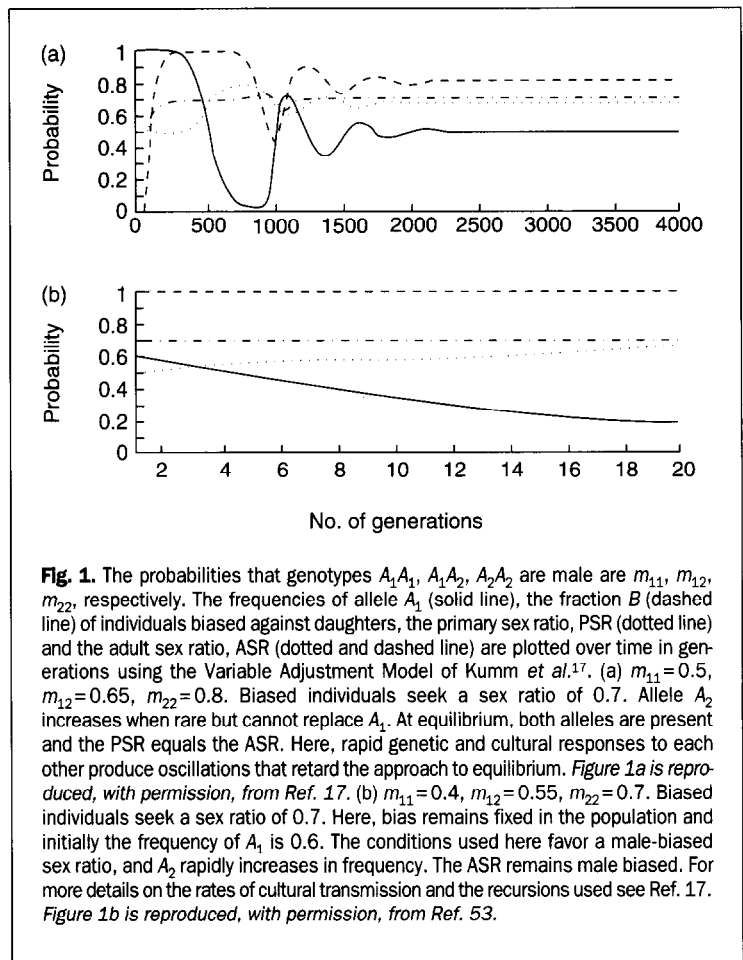 (a)
1
0.8
0.6
0.4
0.2
0
Probability
0 500 1000 1500 2000 2500 3000 3500 4000
(b)
1
0.8
0.6
0.4
0.2
0
Probability
2 4 6 8 10 12 14 16 18 20
No. of generations
Fig. 1. The probabilities that genotypes A₁A₁, A₁A₂, A₂A₂ are male are m₁₁, m₁₂,
m₂₂, respectively. The frequencies of allele A₁ (solid line), the fraction B (dashed
line) of individuals biased against daughters, the primary sex ratio, PSR (dotted line)
and the adult sex ratio, ASR (dotted and dashed line) are plotted over time in gen-
erations using the Variable Adjustment Model of Kumm et al.¹⁷. (a) m₁₁=0.5,
m₁₂=0.65, m₂₂=0.8. Biased individuals seek a sex ratio of 0.7. Allele A₂
increases when rare but cannot replace A₁. At equilibrium, both alleles are present
and the PSR equals the ASR. Here, rapid genetic and cultural responses to each
other produce oscillations that retard the approach to equilibrium. Figure 1a is repro-
duced, with permission, from Ref. 17. (b) m₁₁=0.4, m₁₂=0.55, m₂₂=0.7. Biased
individuals seek a sex ratio of 0.7. Here, bias remains fixed in the population and
initially the frequency of A₁ is 0.6. The conditions used here favor a male-biased
sex ratio, and A₂ rapidly increases in frequency. The ASR remains male biased. For
more details on the rates of cultural transmission and the recursions used see Ref. 17.
Figure 1b is reproduced, with permission, from Ref. 53.